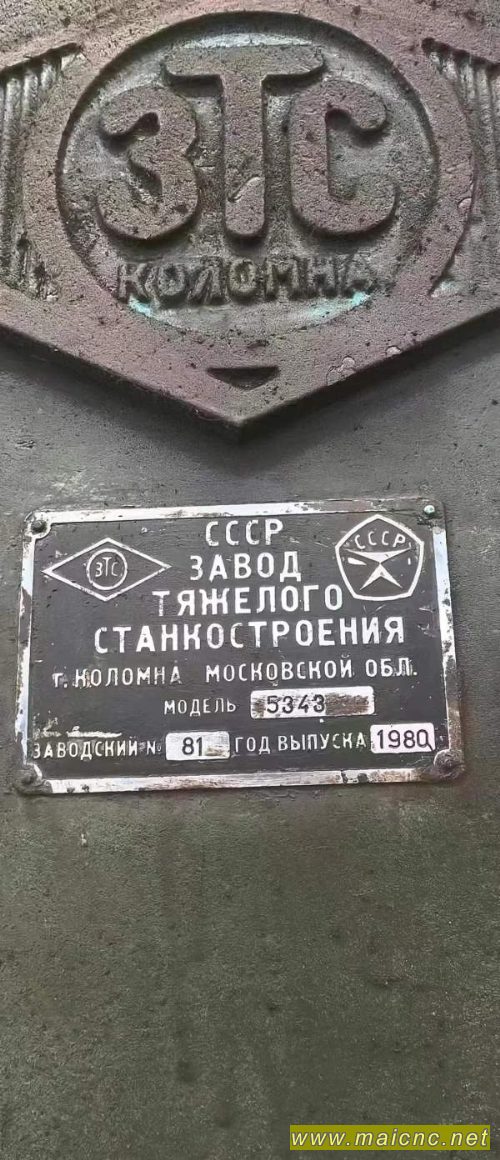 ЗТС
КОЛОМНА
СССР
ЗАВОД
ТЯЖЕЛОГО
СТАНКОСТРОЕНИЯ
г. КОЛОМНА МОСКОВСКОЙ ОБЛ.
МОДЕЛЬ 5343
ЗАВОДСКИЙ № 81 ГОД ВЫПУСКА 1980
ЗТС
СССР
www.maicnc.net